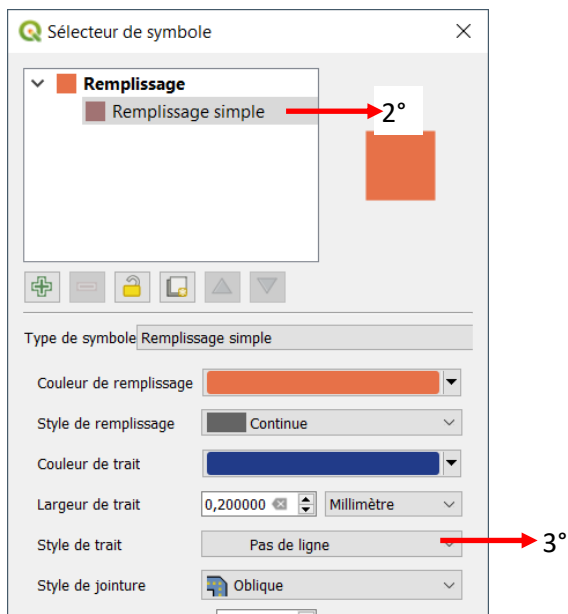 Sélecteur de symbole
Remplissage
Remplissage simple
2°
Type de symbole Remplissage simple
Couleur de remplissage
Style de remplissage Continue
Couleur de trait
Largeur de trait 0,200000 Millimètre
Style de trait Pas de ligne
3°
Style de jointure Oblique